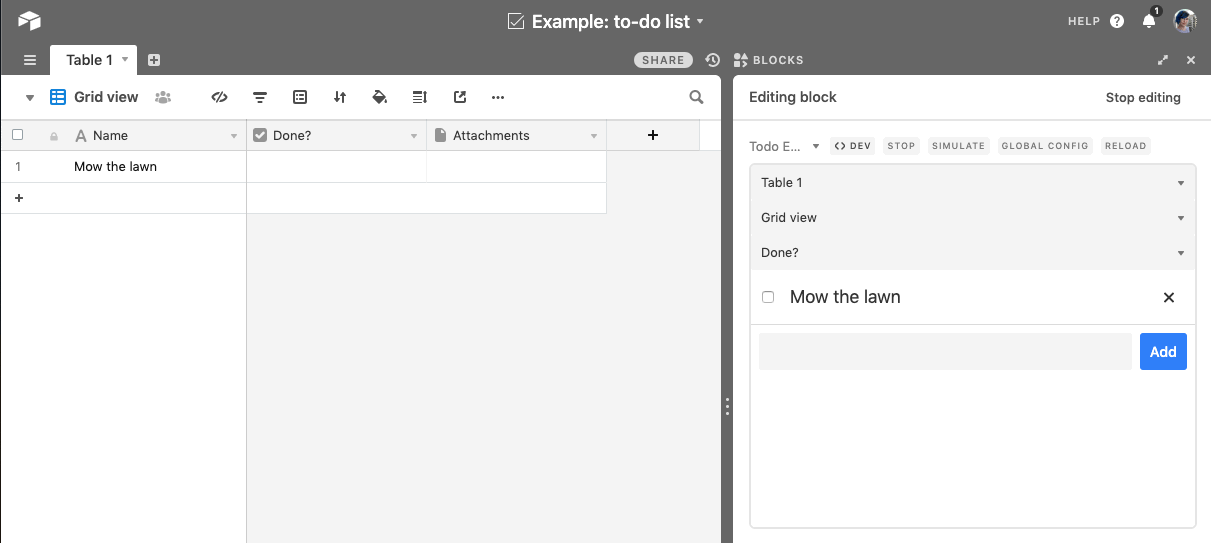 Example: to-do list
HELP
1
Table 1
SHARE
BLOCKS
Grid view
Editing block
Stop editing
Name
Done?
Attachments
1
Mow the lawn
Todo E...
DEV
STOP
SIMULATE
GLOBAL CONFIG
RELOAD
Table 1
Grid view
Done?
Mow the lawn
Add